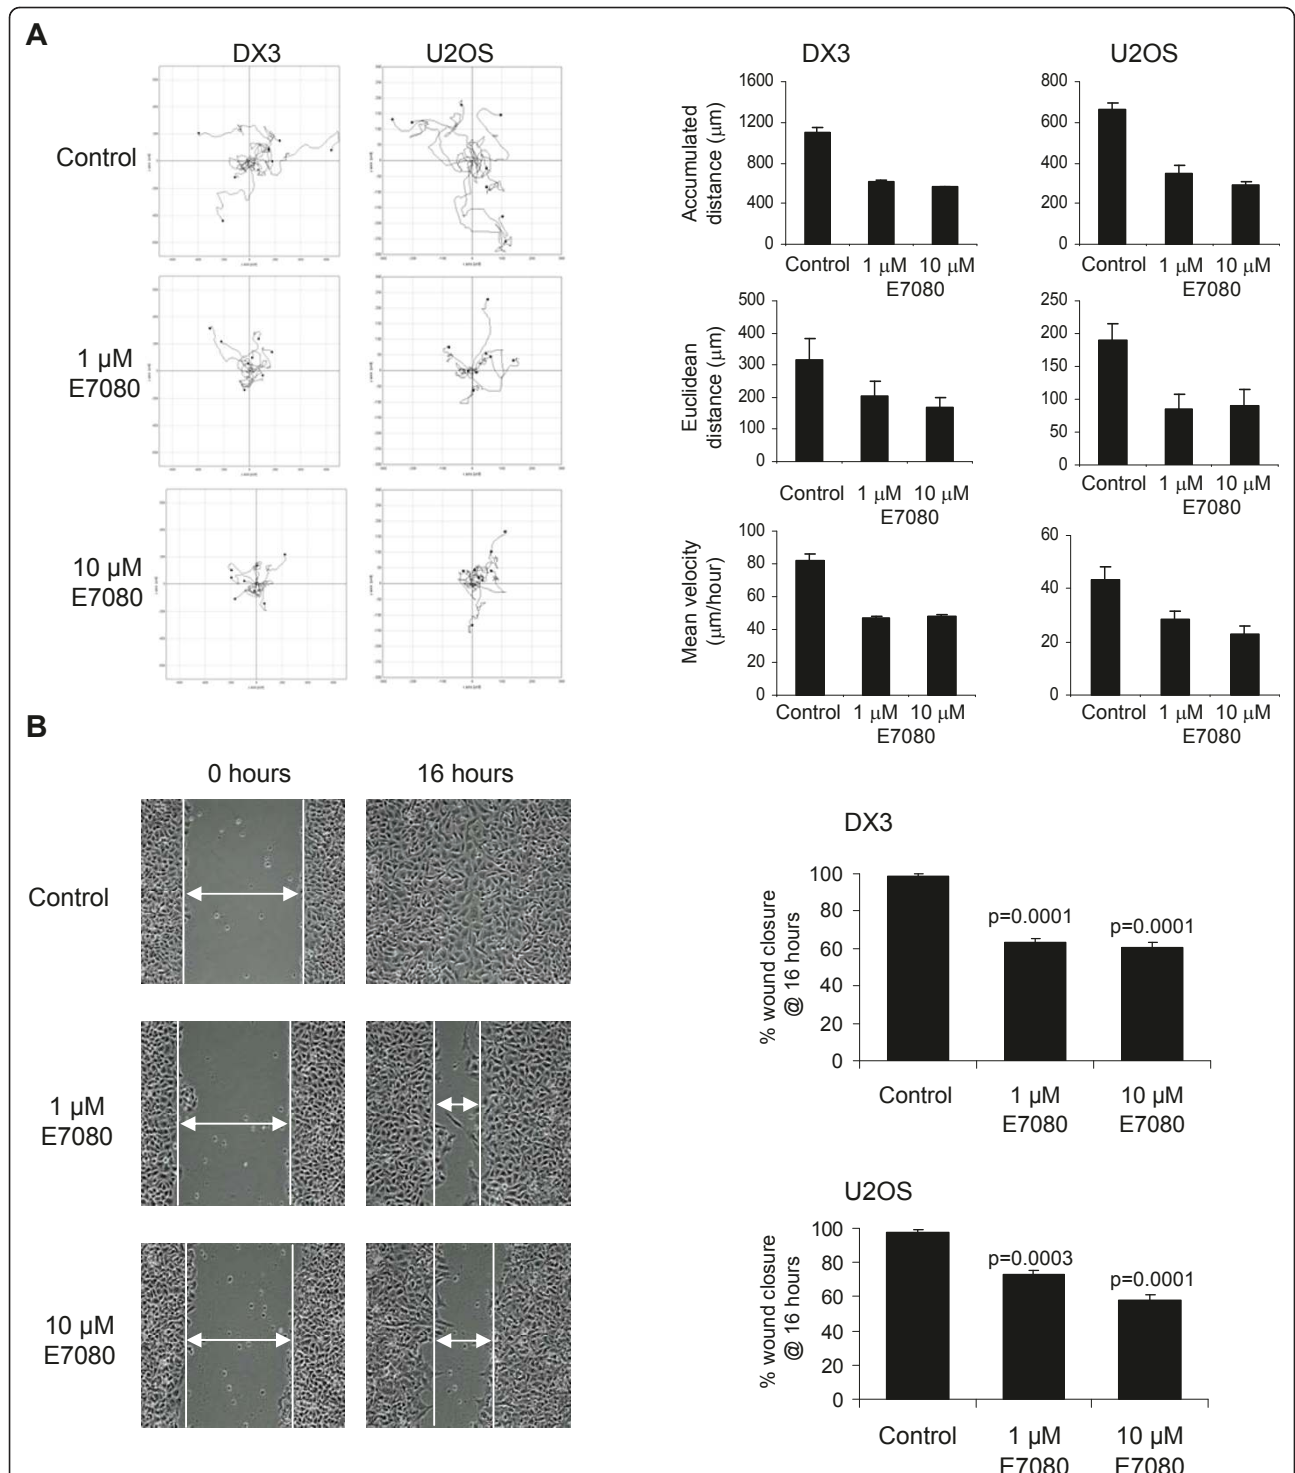 A
DX3
U2OS
Control
1 µM
E7080
10 µM
E7080
DX3
U2OS
Accumulated
distance (µm)
1600
1200
800
400
0
Control 1 µM 10 µM
E7080
800
600
400
200
0
Control 1 µM 10 µM
E7080
Euclidean
distance (µm)
500
400
300
200
100
0
Control 1 µM 10 µM
E7080
250
200
150
100
50
0
Control 1 µM 10 µM
E7080
Mean velocity
(µm/hour)
100
80
60
40
20
0
Control 1 µM 10 µM
E7080
60
40
20
0
Control 1 µM 10 µM
E7080
B
0 hours
16 hours
Control
1 µM
E7080
10 µM
E7080
DX3
% wound closure
@ 16 hours
100
80
60
40
20
0
p=0.0001
p=0.0001
Control
1 µM
E7080
10 µM
E7080
U2OS
% wound closure
@ 16 hours
100
80
60
40
20
0
p=0.0003
p=0.0001
Control
1 µM
E7080
10 µM
E7080